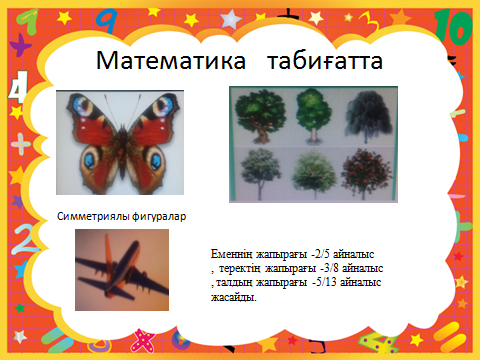 Математика табиғатта
Симметриялы фигуралар
Еменнің жапырағы -2/5 айналыс
, теректің жапырағы -3/8 айналыс
,талдың жапырағы -5/13 айналыс
жасайды.